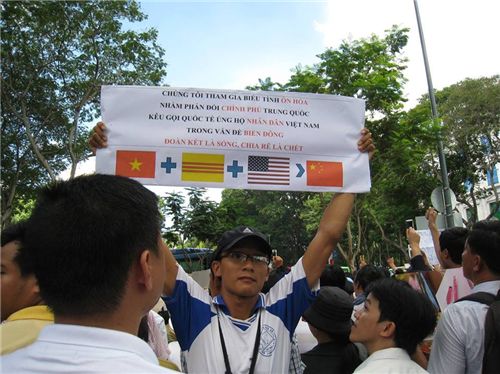 CHÚNG TÔI THAM GIA BIỂU TÌNH ÔN HÒA
NHẰM PHẢN ĐỐI CHÍNH PHỦ TRUNG QUỐC
KÊU GỌI QUỐC TẾ ỦNG HỘ NHÂN DÂN VIỆT NAM
TRONG VẤN ĐỀ BIỂN ĐÔNG
ĐOÀN KẾT LÀ SỐNG, CHIA RẼ LÀ CHẾT